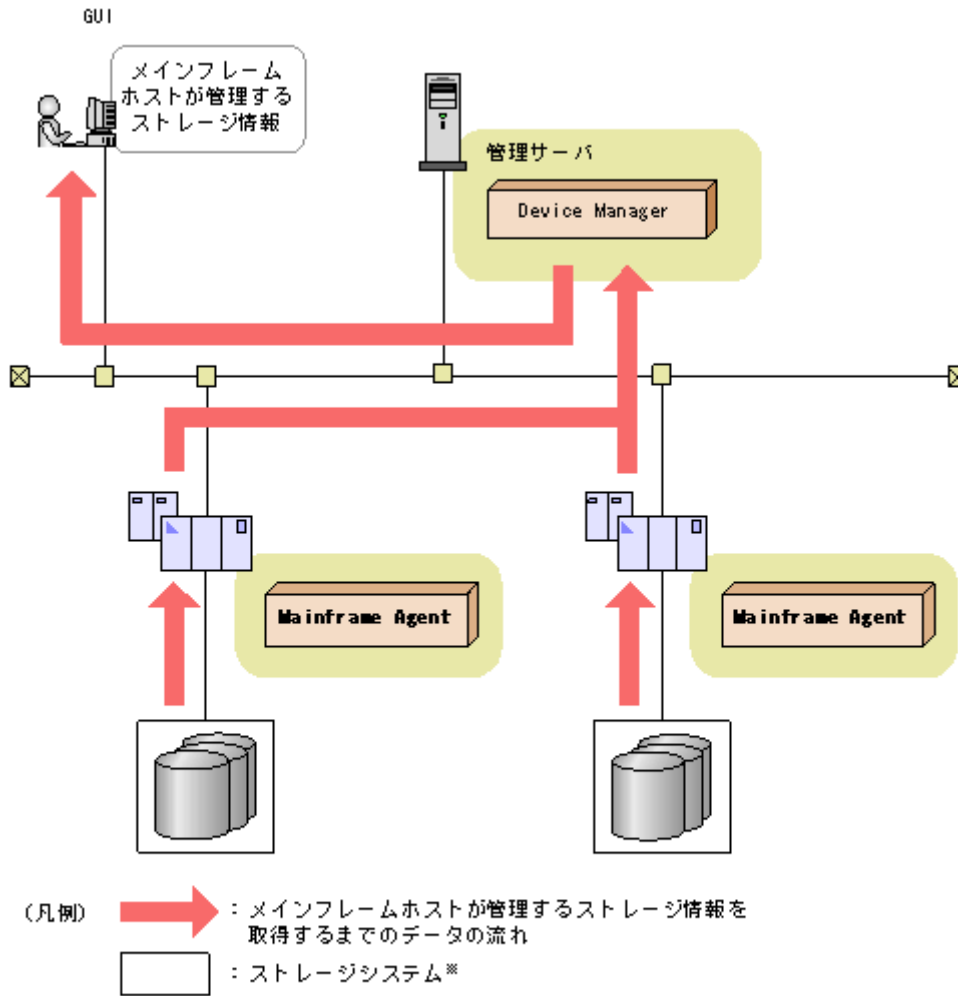 GUI
メインフレーム
ホストが管理する
ストレージ情報
管理サーバ
Device Manager
Mainframe Agent
Mainframe Agent
(凡例)
：メインフレームホストが管理するストレージ情報を
取得するまでのデータの流れ
：ストレージシステム※